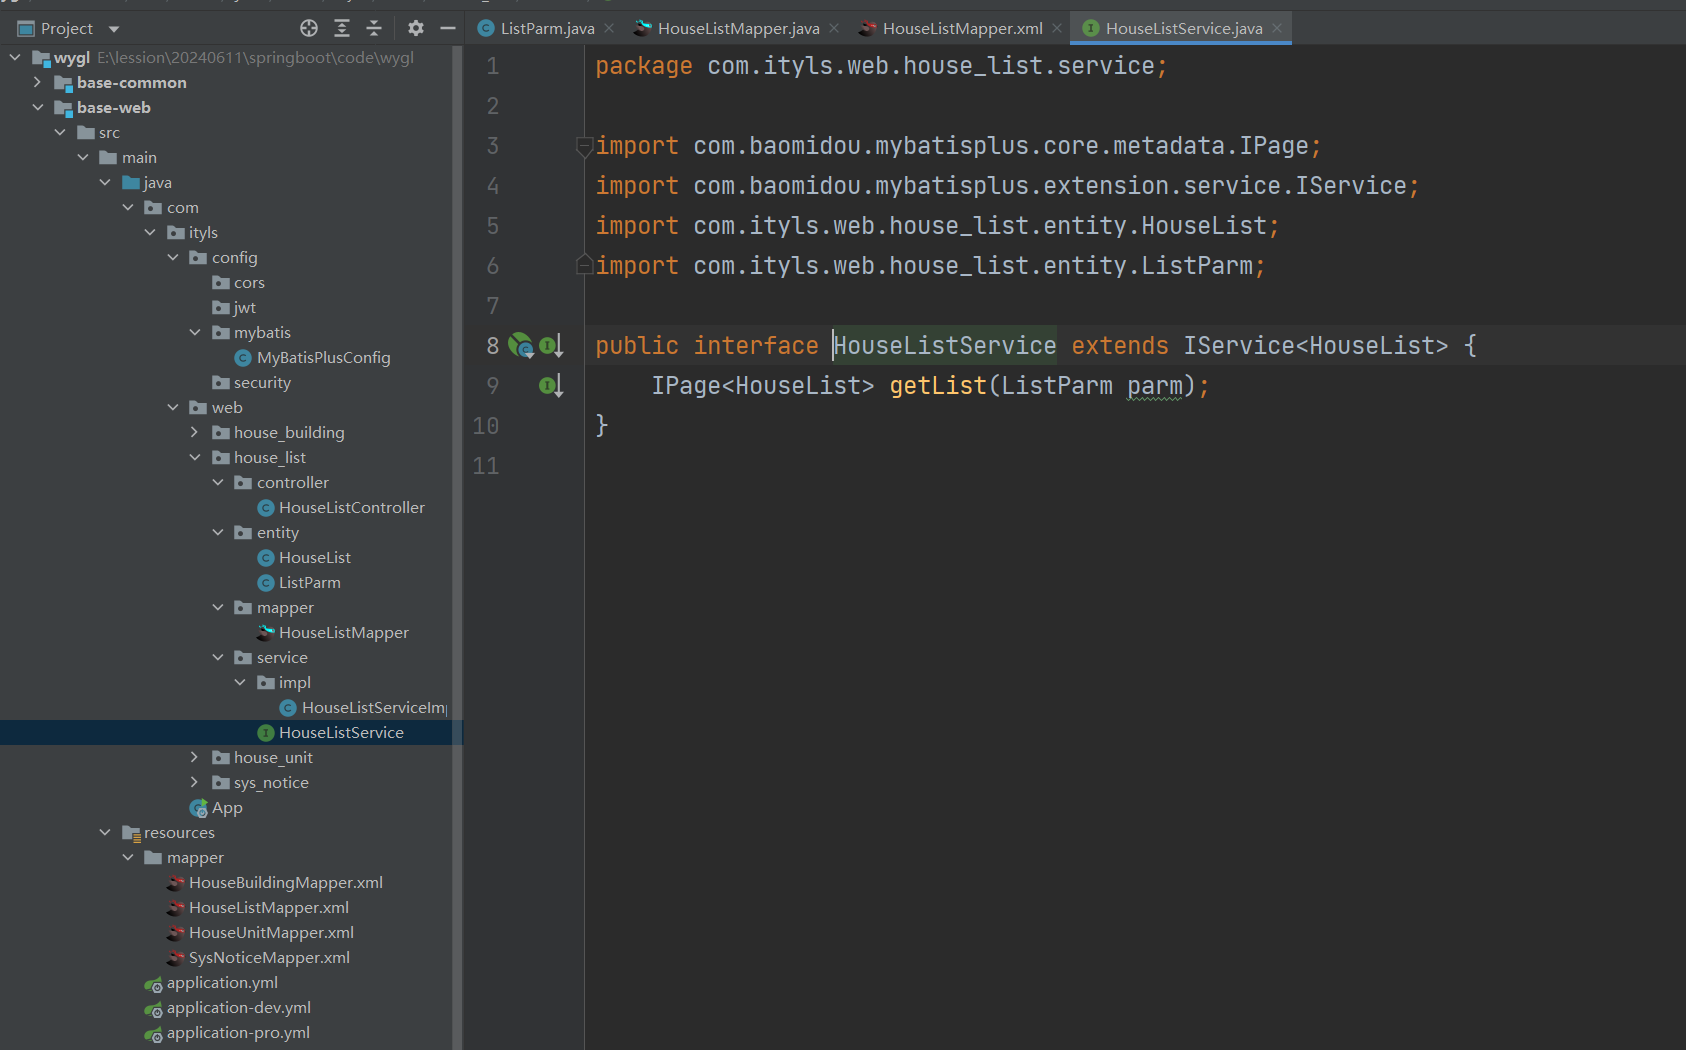 Project
ListParm.java
HouseListMapper.java
HouseListMapper.xml
HouseListService.java
wygl E:\lession\20240611\springboot\code\wygl
base-common
base-web
src
main
java
com
ityls
config
cors
jwt
mybatis
MyBatisPlusConfig
security
web
house_building
house_list
controller
HouseListController
entity
HouseList
ListParm
mapper
HouseListMapper
service
impl
HouseListServiceImp
HouseListService
house_unit
sys_notice
App
resources
mapper
HouseBuildingMapper.xml
HouseListMapper.xml
HouseUnitMapper.xml
SysNoticeMapper.xml
application.yml
application-dev.yml
application-pro.yml
1 package com.ityls.web.house_list.service;
2
3 import com.baomidou.mybatisplus.core.metadata.IPage;
4 import com.baomidou.mybatisplus.extension.service.IService;
5 import com.ityls.web.house_list.entity.HouseList;
6 import com.ityls.web.house_list.entity.ListParm;
7
8 public interface HouseListService extends IService<HouseList> {
9 IPage<HouseList> getList(ListParm parm);
10 }
11